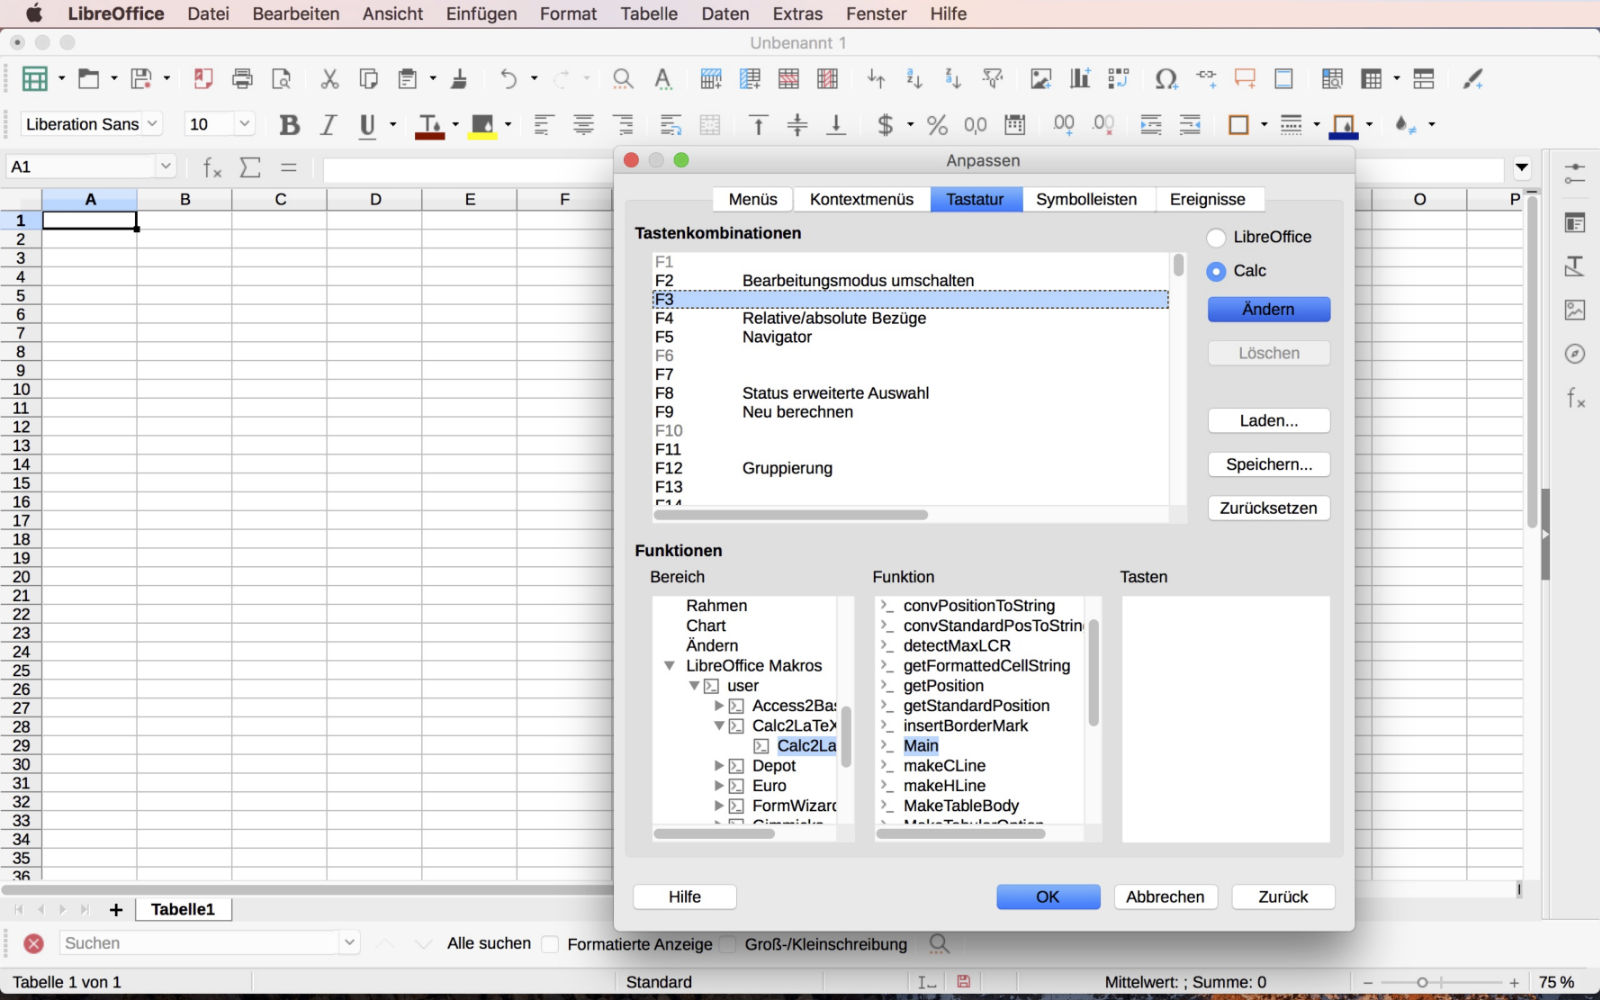 LibreOffice Datei Bearbeiten Ansicht Einfügen Format Tabelle Daten Extras Fenster Hilfe
Unbenannt 1
Liberation Sans 10
A1
A B C D E F O P
1
2
3
4
5
6
7
8
9
10
11
12
13
14
15
16
17
18
19
20
21
22
23
24
25
26
27
28
29
30
31
32
33
34
35
36
Anpassen
Menüs Kontextmenüs Tastatur Symbolleisten Ereignisse
Tastenkombinationen
F1
F2 Bearbeitungsmodus umschalten
F3
F4 Relative/absolute Bezüge
F5 Navigator
F6
F7
F8 Status erweiterte Auswahl
F9 Neu berechnen
F10
F11
F12 Gruppierung
F13
F14
LibreOffice
Calc
Ändern
Löschen
Laden...
Speichern...
Zurücksetzen
Funktionen
Bereich
Rahmen
Chart
Ändern
LibreOffice Makros
user
Access2Bas
Calc2LaTeX
Calc2La
Depot
Euro
FormWizard
Gimmicks
Funktion
convPositionToString
convStandardPosToString
detectMaxLCR
getFormattedCellString
getPosition
getStandardPosition
insertBorderMark
Main
makeCLine
makeHLine
MakeTableBody
MakeTabularOption
Tasten
Hilfe OK Abbrechen Zurück
Tabelle1
Suchen Alle suchen Formatierte Anzeige Groß-/Kleinschreibung
Tabelle 1 von 1 Standard Mittelwert: ; Summe: 0 75 %